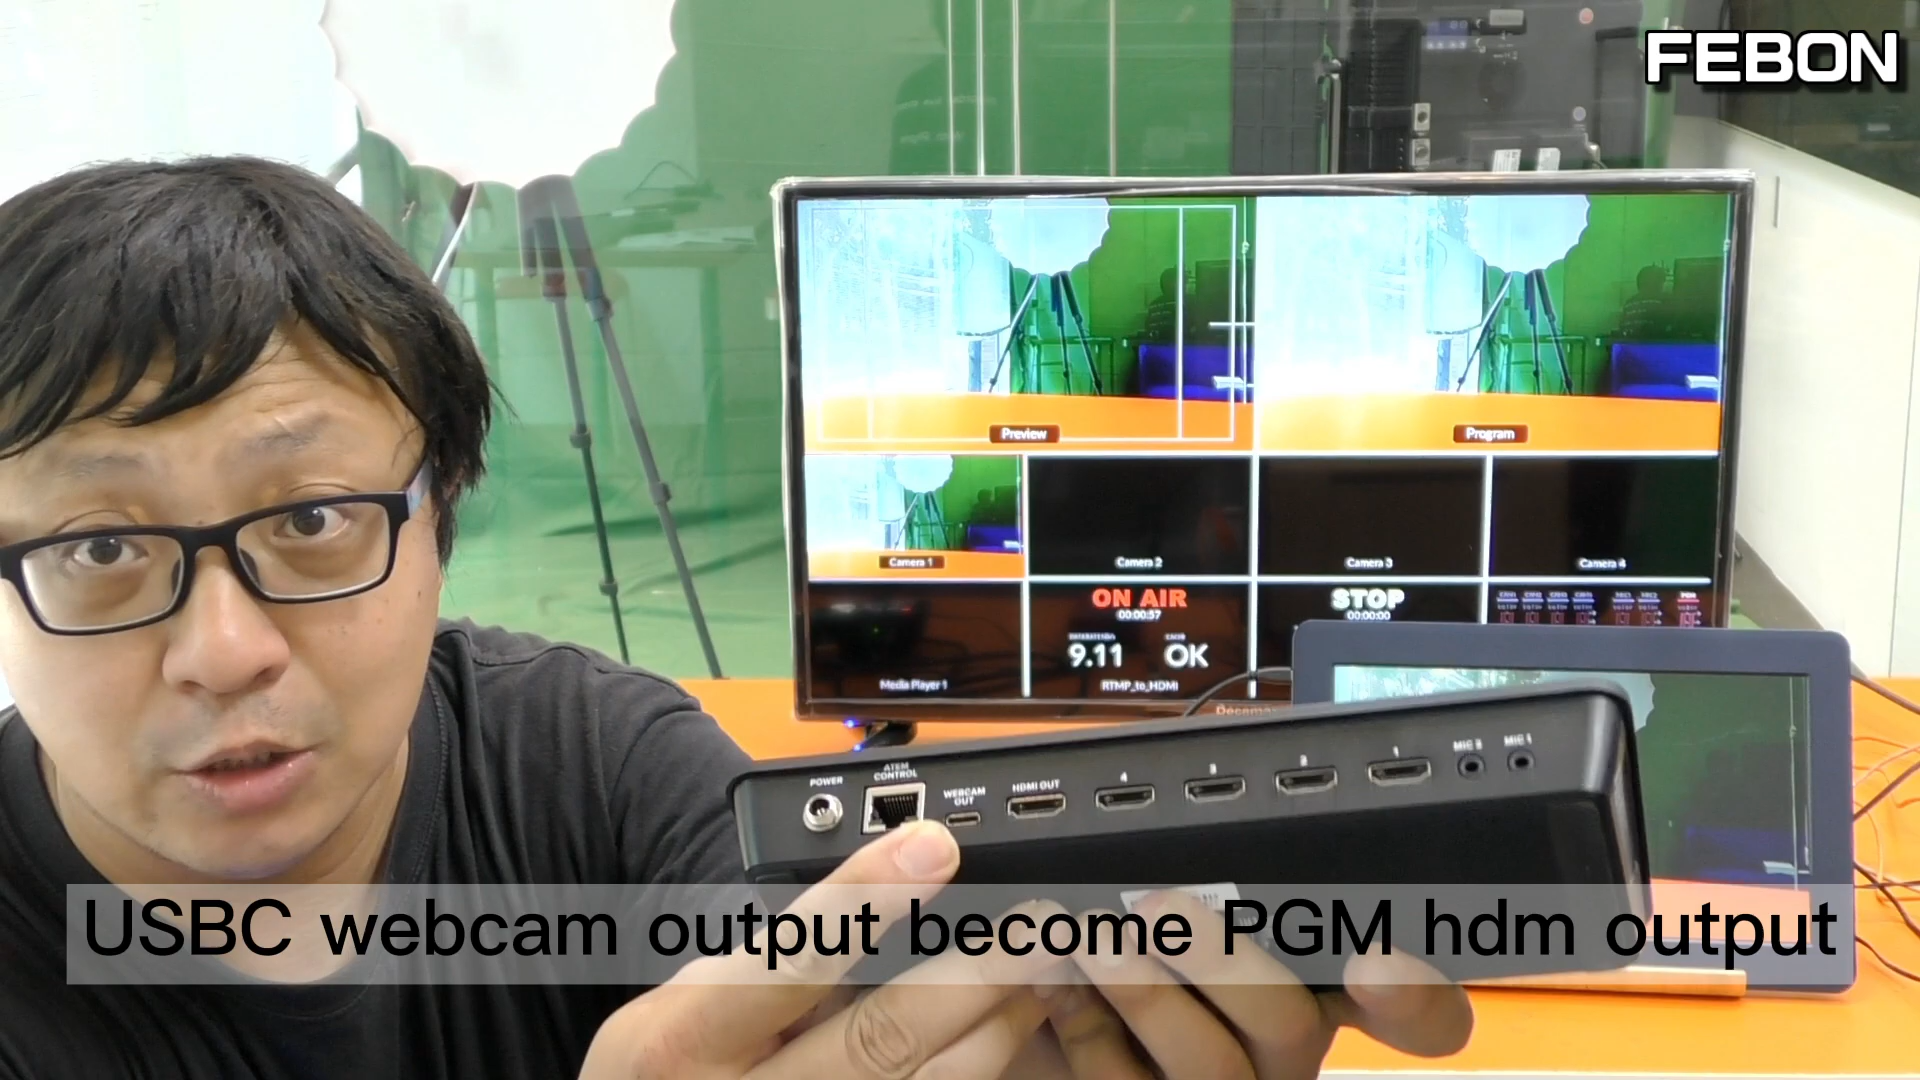 FEBON
Preview
Program
Camera 1
Camera 2
Camera 3
Camera 4
ON AIR
00:00:57
STOP
00:00:00
9.11
OK
Media Player 1
RTMP_to_HDMI
POWER
ATEM
CONTROL
WEBCAM
OUT
HDMI OUT
4
3
2
1
MIC 2
MIC 1
USBC webcam output become PGM hdm output